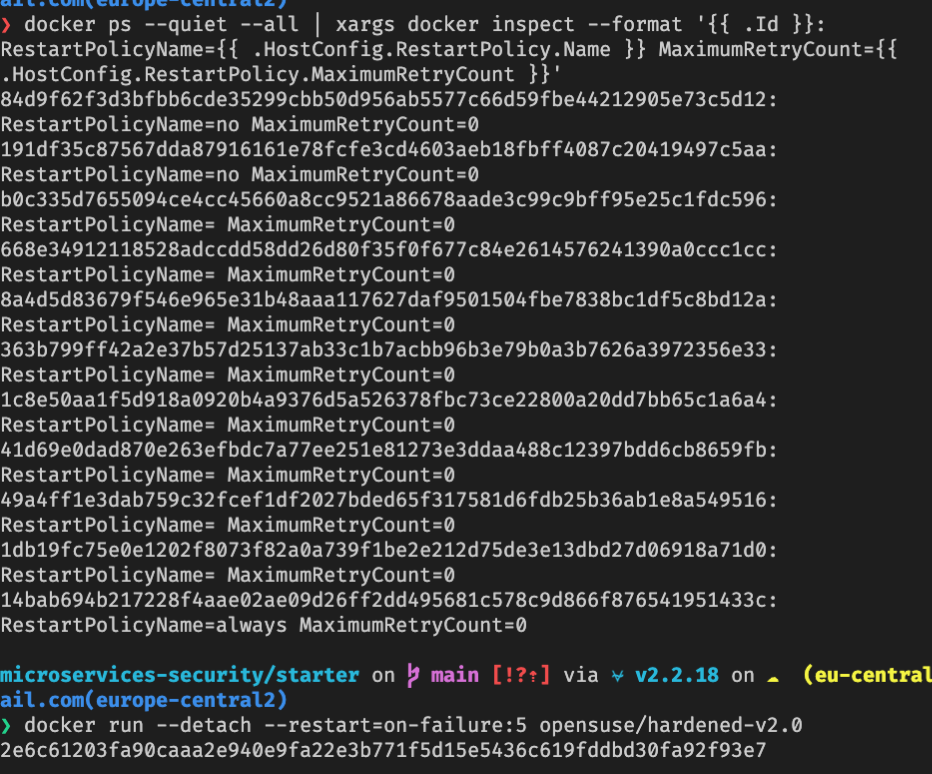 ail.com(europe-central2)
❯ docker ps --quiet --all | xargs docker inspect --format '{{ .Id }}:
RestartPolicyName={{ .HostConfig.RestartPolicy.Name }} MaximumRetryCount={{
.HostConfig.RestartPolicy.MaximumRetryCount }}'
84d9f62f3d3bfbb6cde35299cbb50d956ab5577c66d59fbe44212905e73c5d12:
RestartPolicyName=no MaximumRetryCount=0
191df35c87567dda87916161e78fcfe3cd4603aeb18fbff4087c20419497c5aa:
RestartPolicyName=no MaximumRetryCount=0
b0c335d7655094ce4cc45660a8cc9521a86678aade3c99c9bff95e25c1fdc596:
RestartPolicyName= MaximumRetryCount=0
668e34912118528adccdd58dd26d80f35f0f677c84e2614576241390a0ccc1cc:
RestartPolicyName= MaximumRetryCount=0
8a4d5d83679f546e965e31b48aaa117627daf9501504fbe7838bc1df5c8bd12a:
RestartPolicyName= MaximumRetryCount=0
363b799ff42a2e37b57d25137ab33c1b7acbb96b3e79b0a3b7626a3972356e33:
RestartPolicyName= MaximumRetryCount=0
1c8e50aa1f5d918a0920b4a9376d5a526378fbc73ce22800a20dd7bb65c1a6a4:
RestartPolicyName= MaximumRetryCount=0
41d69e0dad870e263efbdc7a77ee251e81273e3ddaa488c12397bdd6cb8659fb:
RestartPolicyName= MaximumRetryCount=0
49a4ff1e3dab759c32fcef1df2027bded65f317581d6fdb25b36ab1e8a549516:
RestartPolicyName= MaximumRetryCount=0
1db19fc75e0e1202f8073f82a0a739f1be2e212d75de3e13dbd27d06918a71d0:
RestartPolicyName= MaximumRetryCount=0
14bab694b217228f4aae02ae09d26ff2dd495681c578c9d866f876541951433c:
RestartPolicyName=always MaximumRetryCount=0
microservices-security/starter on main [!?⇡] via v2.2.18 on ☁ (eu-central
ail.com(europe-central2)
❯ docker run --detach --restart=on-failure:5 opensuse/hardened-v2.0
2e6c61203fa90caaa2e940e9fa22e3b771f5d15e5436c619fddbd30fa92f93e7